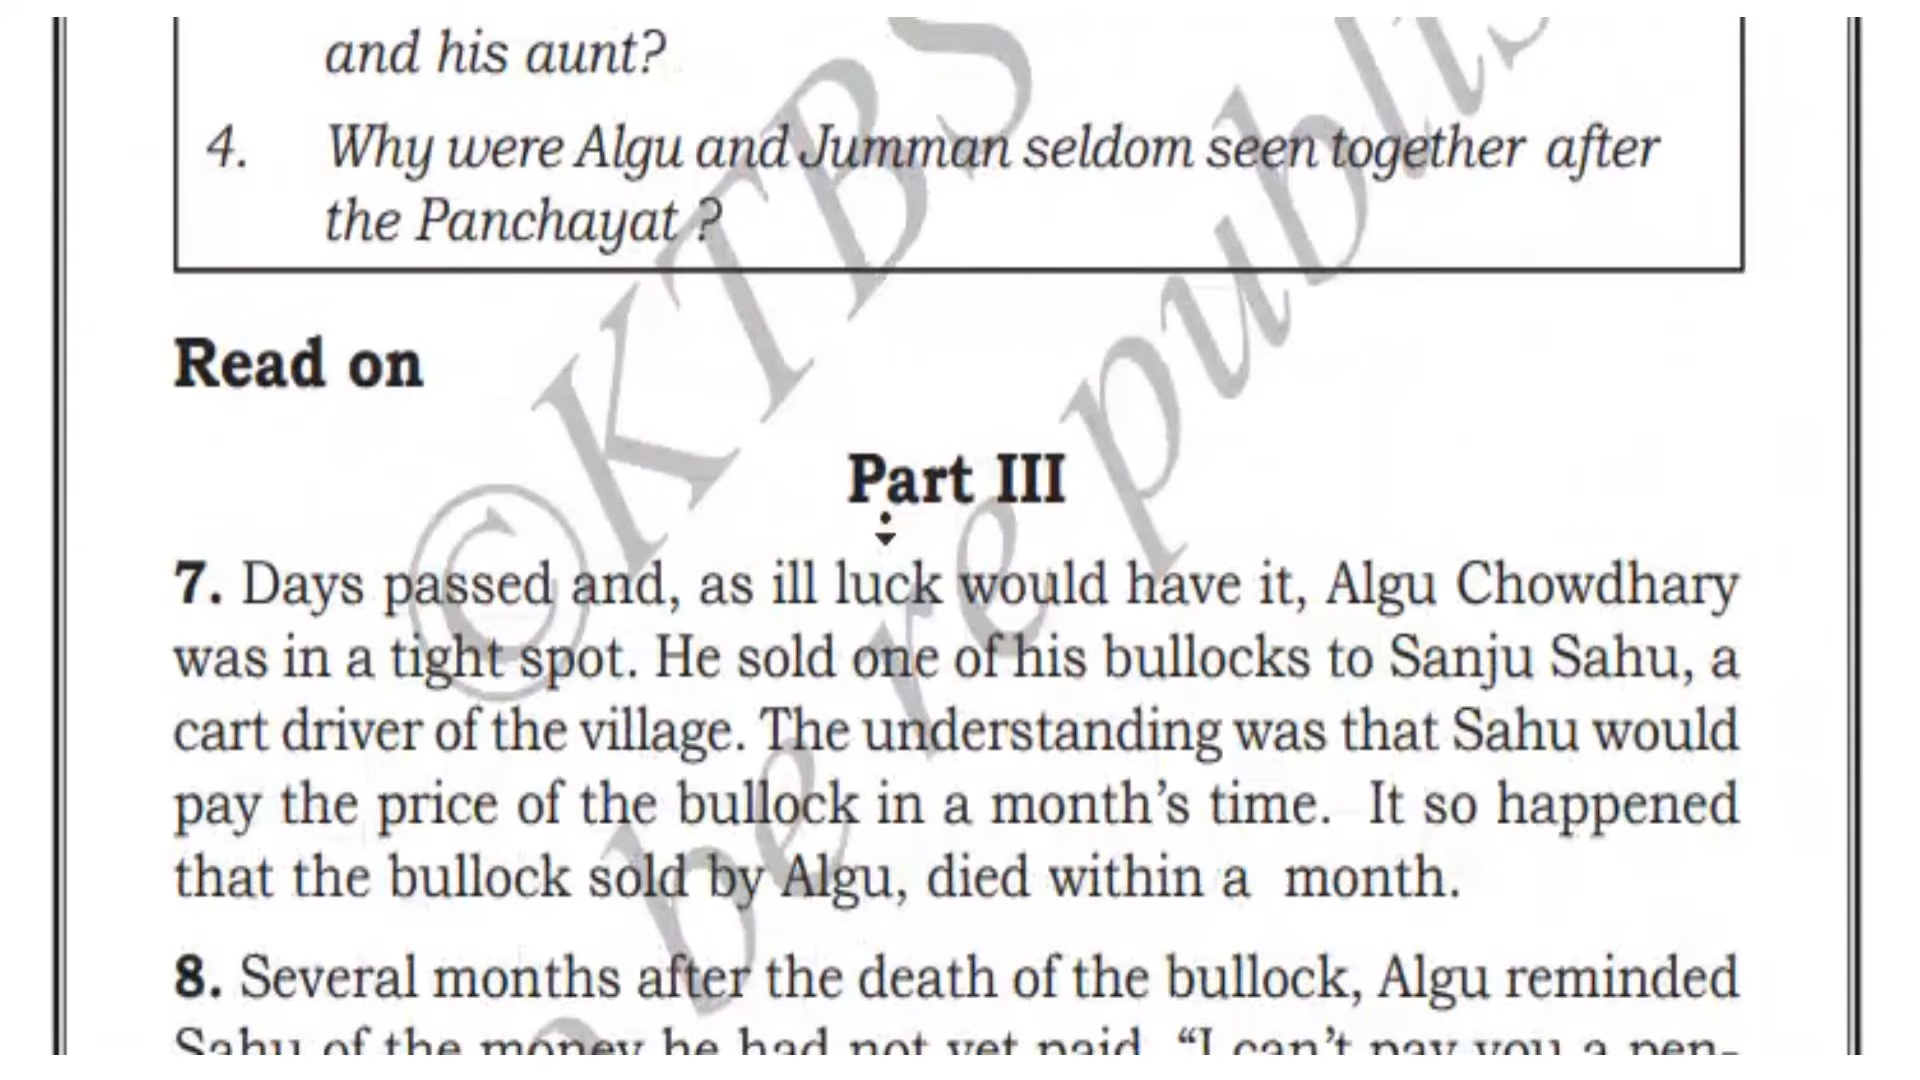 and his aunt?
4. Why were Algu and Jumman seldom seen together after
the Panchayat ?
Read on
Part III
7. Days passed and, as ill luck would have it, Algu Chowdhary
was in a tight spot. He sold one of his bullocks to Sanju Sahu, a
cart driver of the village. The understanding was that Sahu would
pay the price of the bullock in a month's time. It so happened
that the bullock sold by Algu, died within a month.
8. Several months after the death of the bullock, Algu reminded
Sahu of the money he had not yet paid. “I can't pay you a pen-
©KTBS
be republis